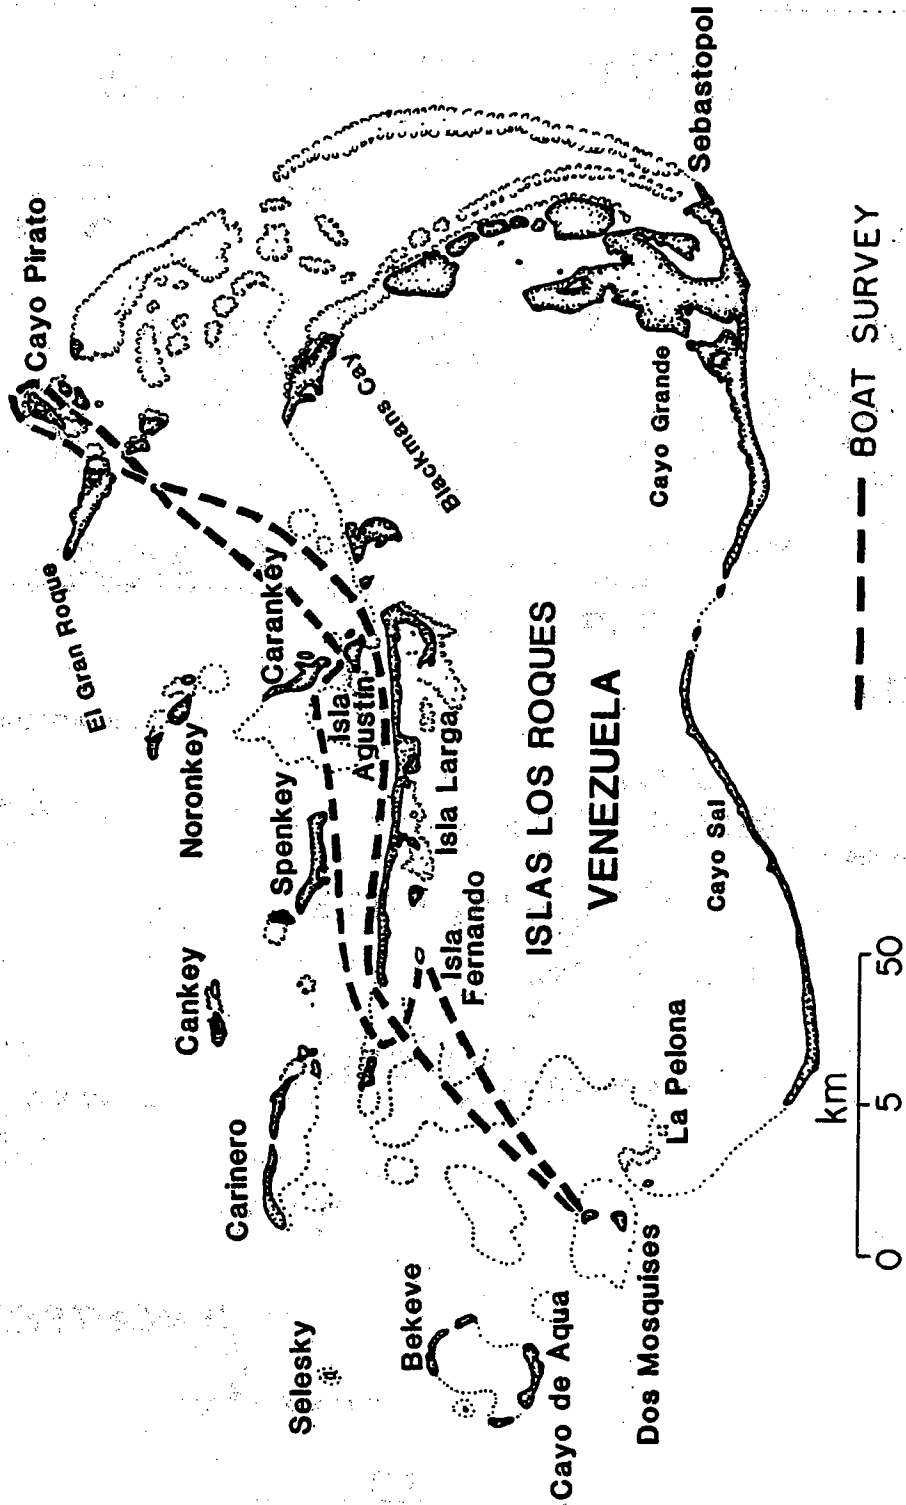 Cayo Pirato
El Gran Roque
Noronkey
Carankey
10
Isla
Agustin
Spenkey
Cankey
Carinero
Selesky
Bekeve
Cayo de Aqua
Dos Mosquises
La Pelona
Isla
Fernando
Isla Larga
Blackmans Cay
Sebastopol
Cayo Grande
Cayo Sal
ISLAS LOS ROQUES
VENEZUELA
km
0 5 50
BOAT SURVEY